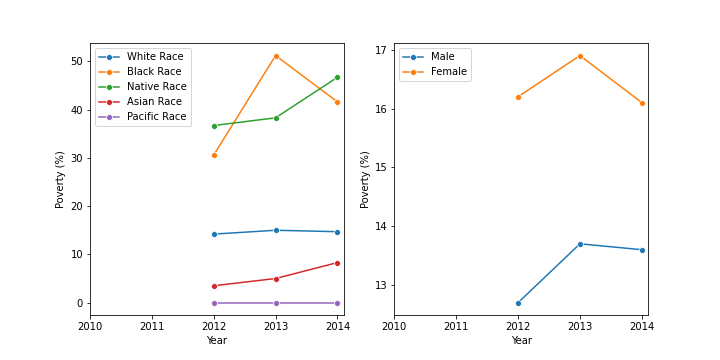 White Race
Black Race
Native Race
Asian Race
Pacific Race
50
40
30
20
10
0
Poverty (%)
2010 2011 2012 2013 2014
Year
Male
Female
17
16
15
14
13
Poverty (%)
2010 2011 2012 2013 2014
Year